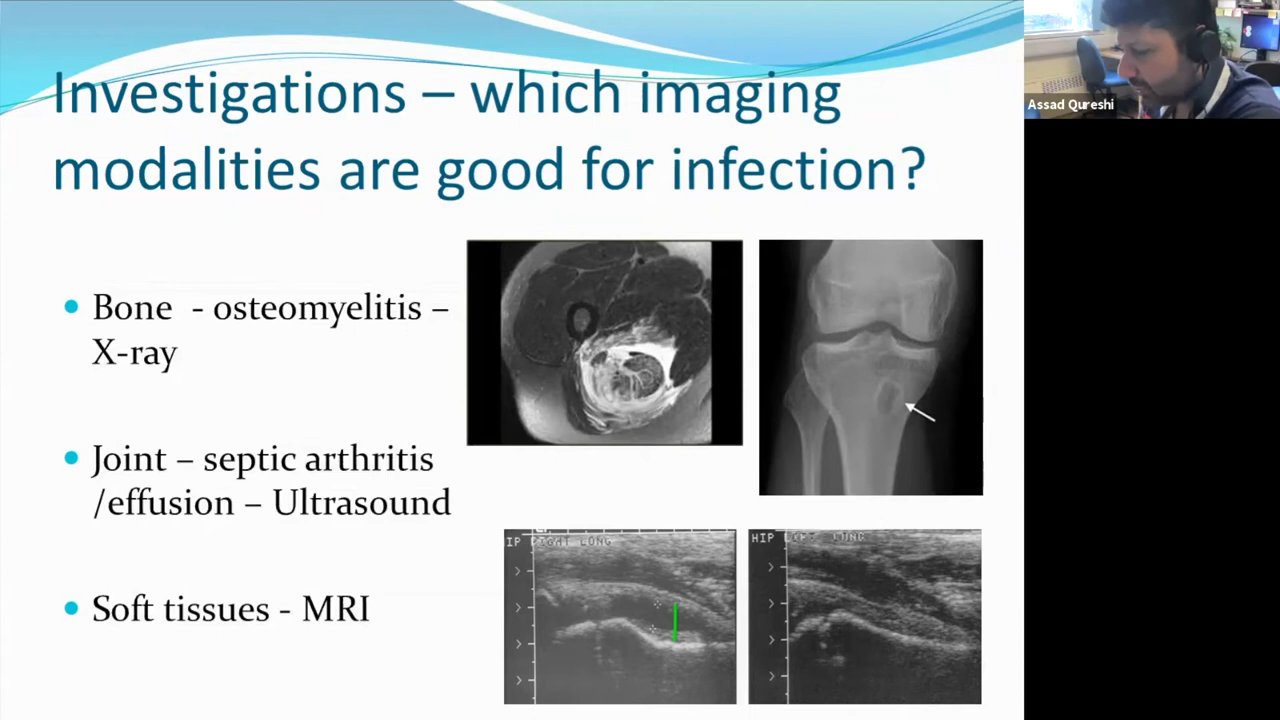 Investigations – which imaging
modalities are good for infection?
Assad Qureshi
Bone - osteomyelitis –
X-ray
Joint – septic arthritis
/effusion – Ultrasound
Soft tissues - MRI
IP RIGHT LONG
HIP LEFT LONG